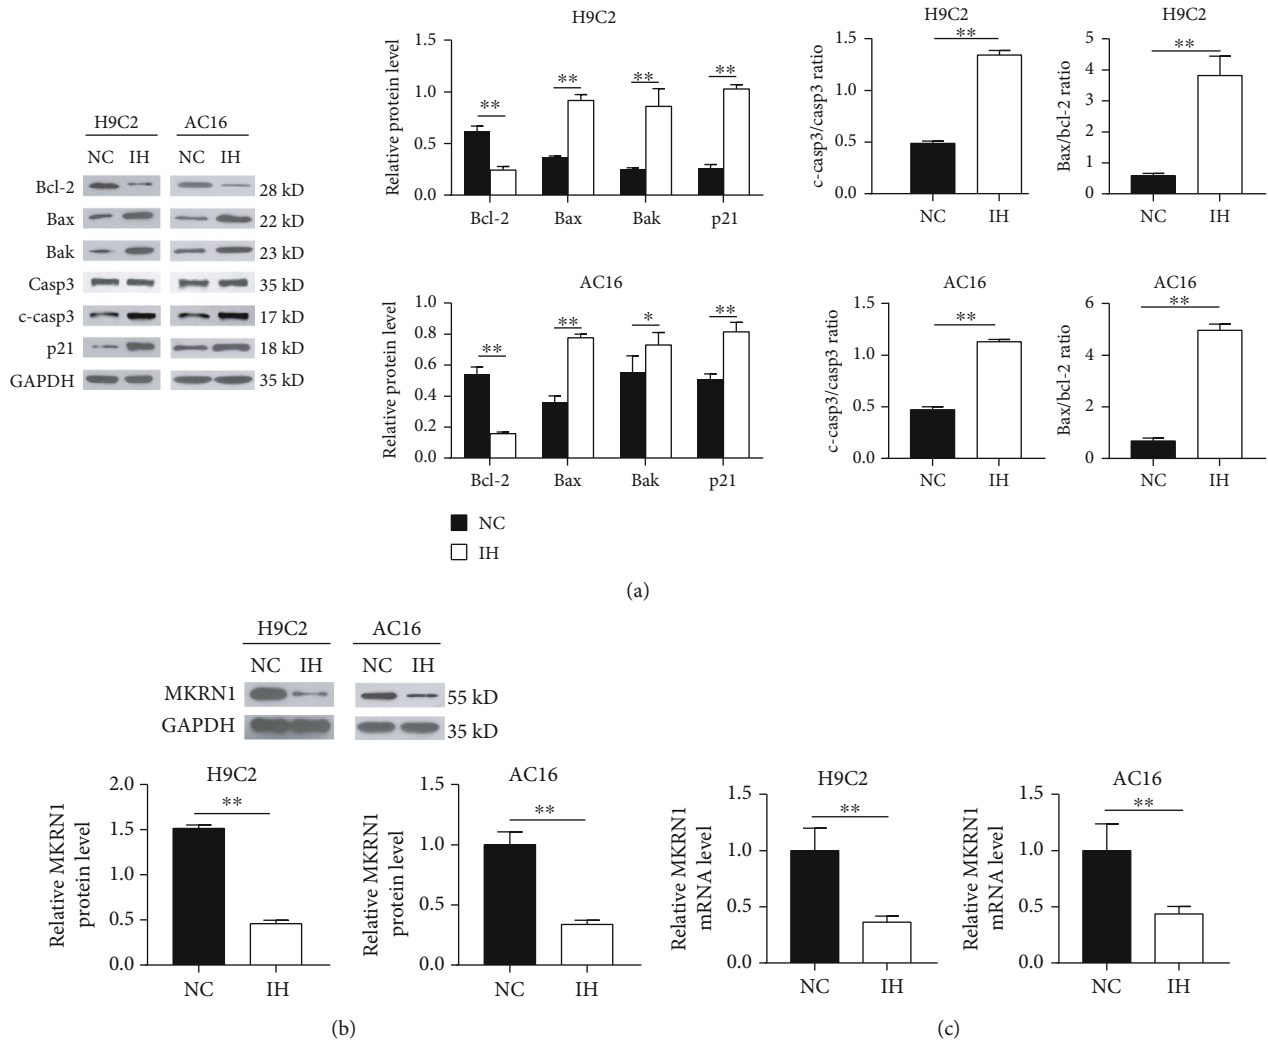 H9C2 AC16
NC IH NC IH
Bcl-2 28 kD
Bax 22 kD
Bak 23 kD
Casp3 35 kD
c-casp3 17 kD
p21 18 kD
GAPDH 35 kD
H9C2
Relative protein level
1.5
1.0
0.5
0.0
** ** ** **
Bcl-2 Bax Bak p21
H9C2
c-casp3/casp3 ratio
1.5
1.0
0.5
0.0
**
NC IH
H9C2
Bax/bcl-2 ratio
5
4
3
2
1
0
**
NC IH
AC16
Relative protein level
1.0
0.8
0.6
0.4
0.2
0.0
** ** * **
Bcl-2 Bax Bak p21
NC
IH
AC16
c-casp3/casp3 ratio
1.5
1.0
0.5
0.0
**
NC IH
AC16
Bax/bcl-2 ratio
6
4
2
0
**
NC IH
(a)
H9C2 AC16
NC IH NC IH
MKRN1 55 kD
GAPDH 35 kD
H9C2
Relative MKRN1
protein level
2.0
1.5
1.0
0.5
0.0
**
NC IH
AC16
Relative MKRN1
protein level
1.5
1.0
0.5
0.0
**
NC IH
(b)
H9C2
Relative MKRN1
mRNA level
1.5
1.0
0.5
0.0
**
NC IH
AC16
Relative MKRN1
mRNA level
1.5
1.0
0.5
0.0
**
NC IH
(c)